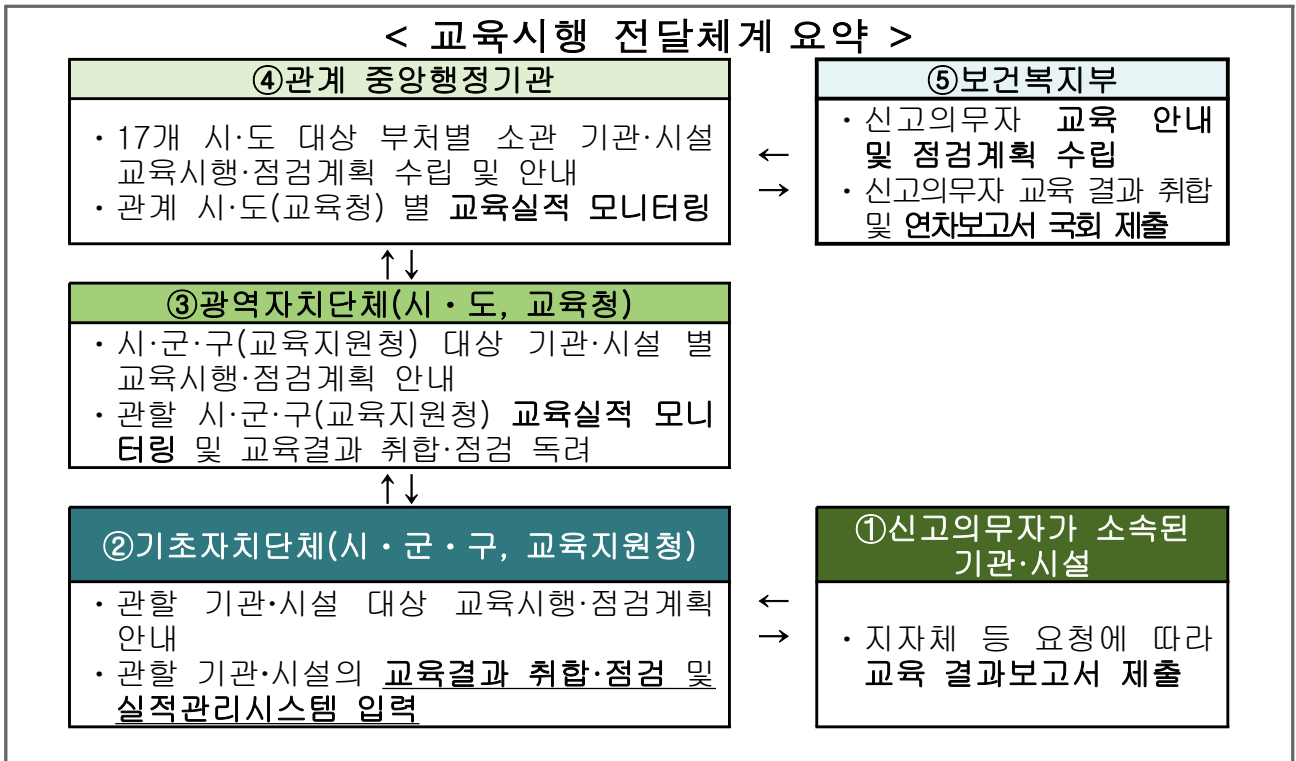 < 교육시행 전달체계 요약 >
④관계 중앙행정기관
· 17개 시·도 대상 부처별 소관 기관·시설
교육시행·점검계획 수립 및 안내
· 관계 시·도(교육청) 별 교육실적 모니터링
←
→
⑤보건복지부
· 신고의무자 교육 안내
및 점검계획 수립
· 신고의무자 교육 결과 취합
및 연차보고서 국회 제출
↑↓
③광역자치단체(시・도, 교육청)
· 시·군·구(교육지원청) 대상 기관·시설 별
교육시행·점검계획 안내
· 관할 시·군·구(교육지원청) 교육실적 모니
터링 및 교육결과 취합·점검 독려
↑↓
②기초자치단체(시・군・구, 교육지원청)
· 관할 기관·시설 대상 교육시행·점검계획
안내
· 관할 기관·시설의 교육결과 취합·점검 및
실적관리시스템 입력
←
→
①신고의무자가 소속된
기관·시설
· 지자체 등 요청에 따라
교육 결과보고서 제출